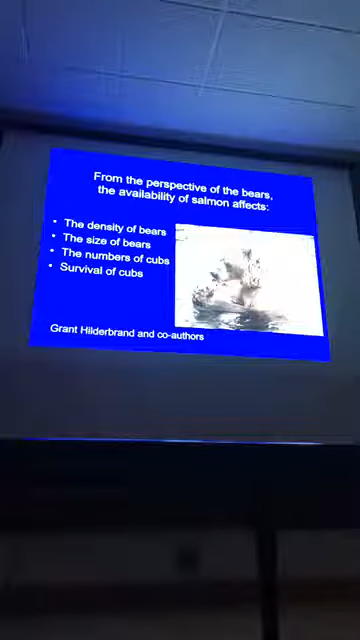 From the perspective of the bears,
the availability of salmon affects:
• The density of bears
• The size of bears
• The numbers of cubs
• Survival of cubs
Grant Hilderbrand and co-authors